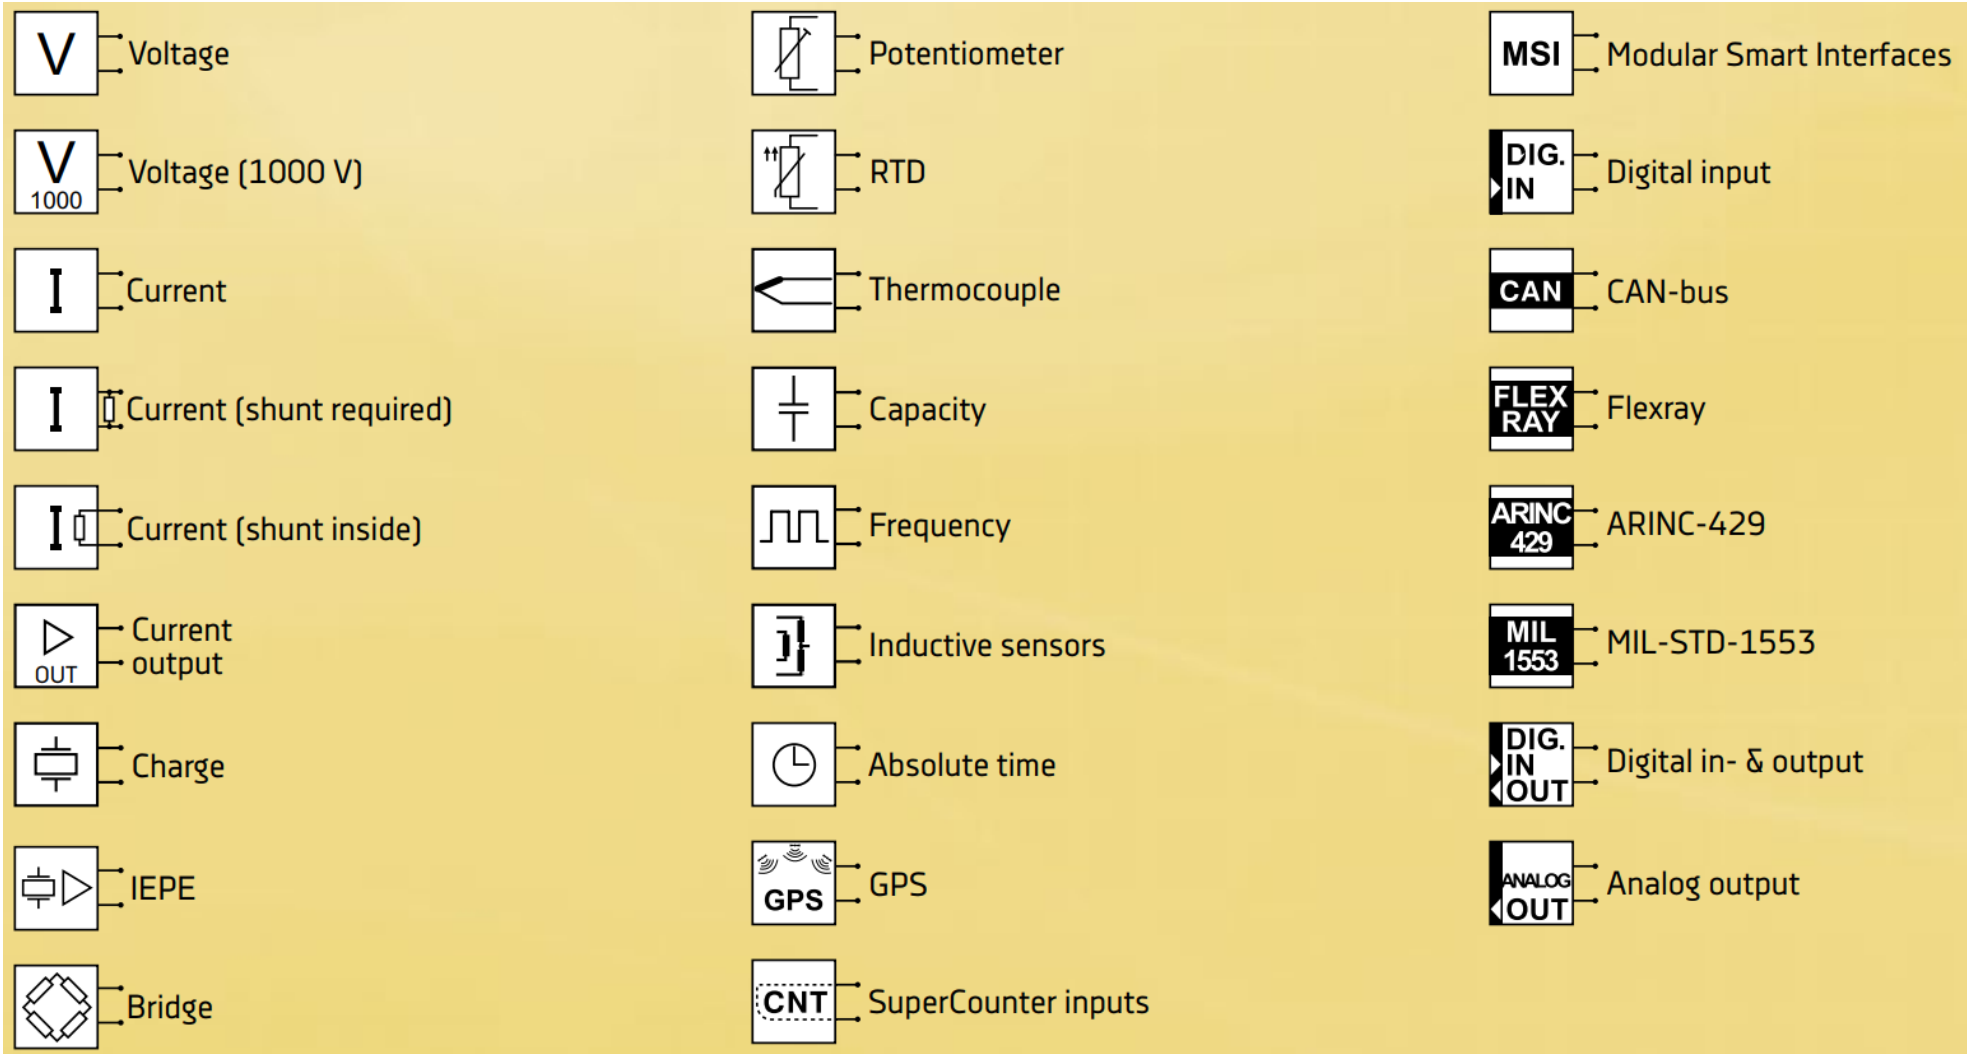 V
Voltage
V
1000
Voltage (1000 V)
I
Current
I
Current (shunt required)
I
Current (shunt inside)
OUT
Current
output
Charge
IEPE
Bridge
Potentiometer
RTD
Thermocouple
Capacity
Frequency
Inductive sensors
Absolute time
GPS
GPS
CNT
SuperCounter inputs
MSI
Modular Smart Interfaces
DIG.
IN
Digital input
CAN
CAN-bus
FLEX
RAY
Flexray
ARINC
429
ARINC-429
MIL
1553
MIL-STD-1553
DIG.
IN
OUT
Digital in- & output
ANALOG
OUT
Analog output